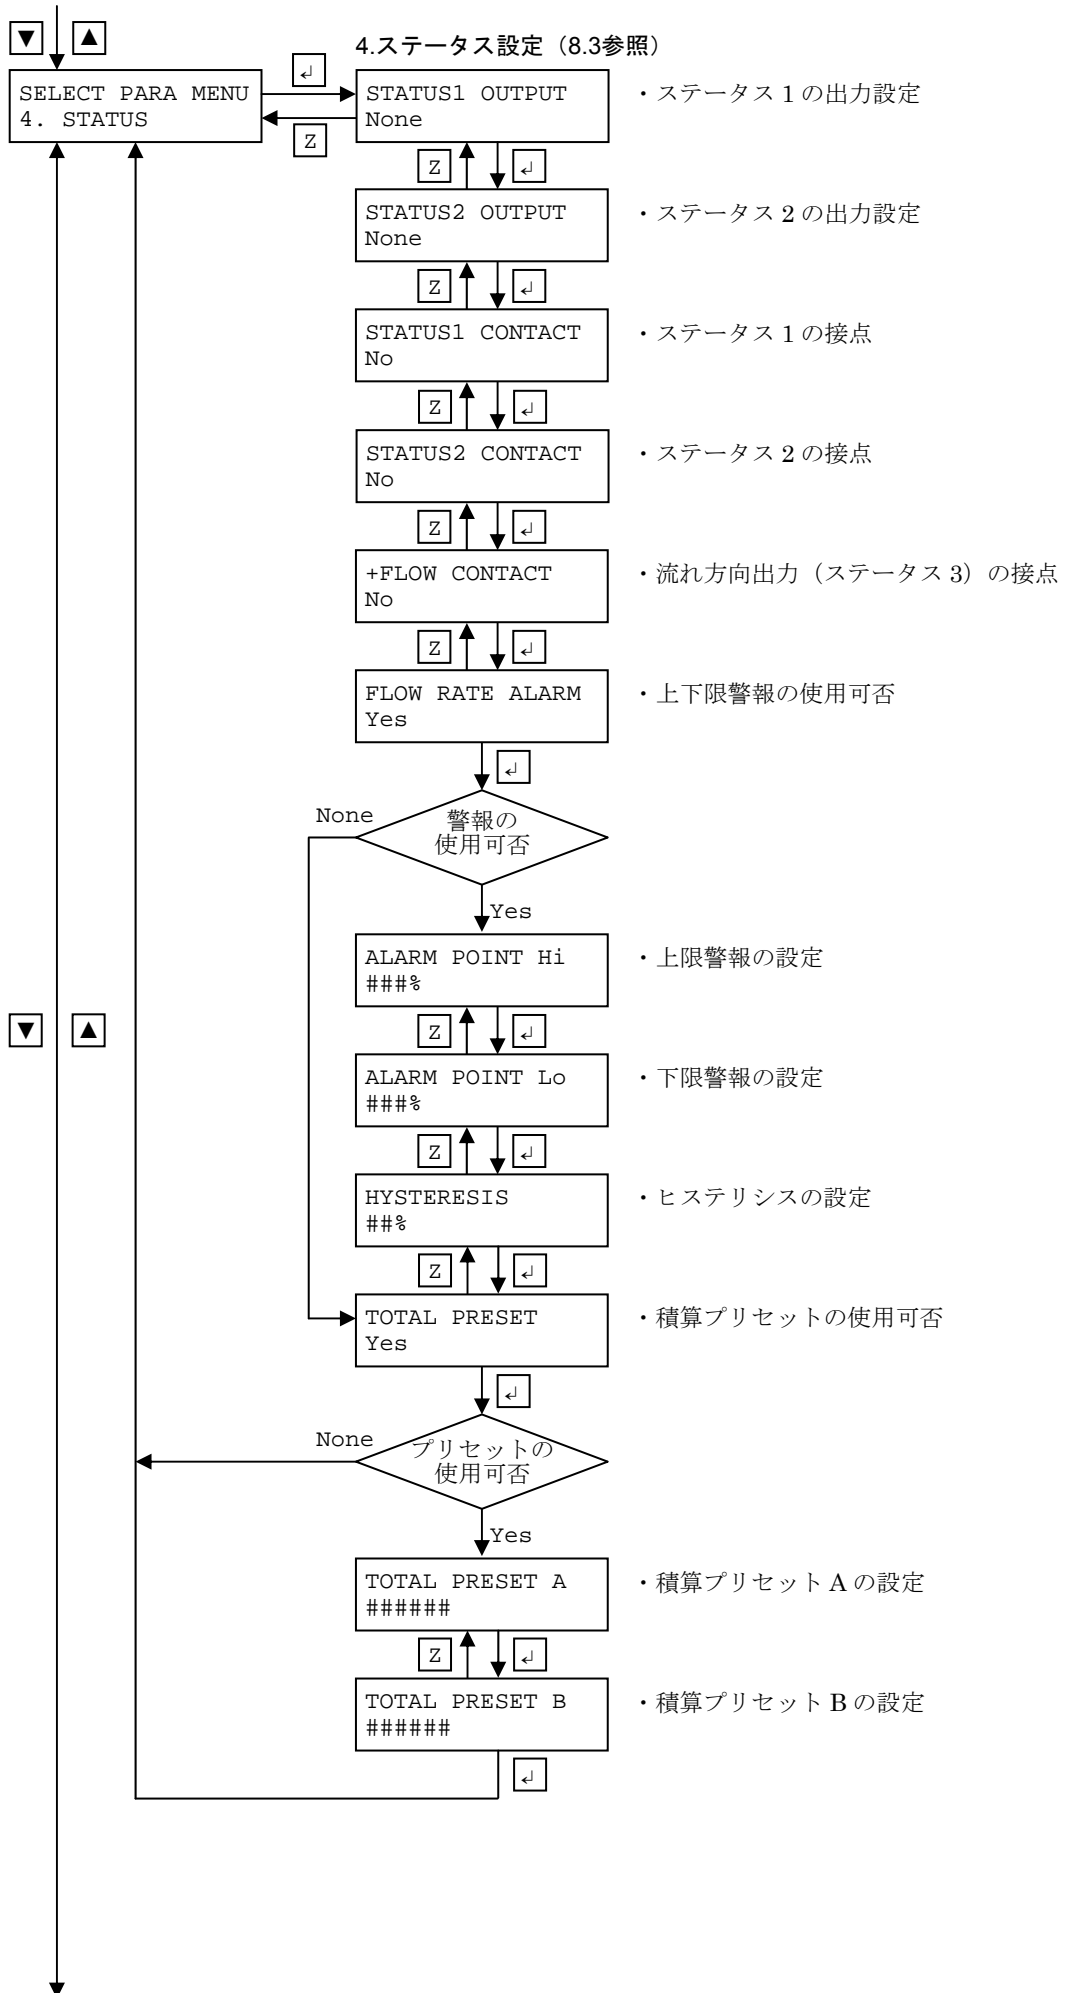 ▼ ▲
4.ステータス設定（8.3参照）
SELECT PARA MENU
4. STATUS
↵
Z
STATUS1 OUTPUT
None
・ステータス 1 の出力設定
Z ↵
STATUS2 OUTPUT
None
・ステータス 2 の出力設定
Z ↵
STATUS1 CONTACT
No
・ステータス 1 の接点
Z ↵
STATUS2 CONTACT
No
・ステータス 2 の接点
Z ↵
+FLOW CONTACT
No
・流れ方向出力（ステータス 3）の接点
Z ↵
FLOW RATE ALARM
Yes
・上下限警報の使用可否
↵
None
警報の
使用可否
Yes
ALARM POINT Hi
###%
・上限警報の設定
▼ ▲
Z ↵
ALARM POINT Lo
###%
・下限警報の設定
Z ↵
HYSTERESIS
##%
・ヒステリシスの設定
Z ↵
TOTAL PRESET
Yes
・積算プリセットの使用可否
↵
None
プリセットの
使用可否
Yes
TOTAL PRESET A
######
・積算プリセット A の設定
Z ↵
TOTAL PRESET B
######
・積算プリセット B の設定
↵